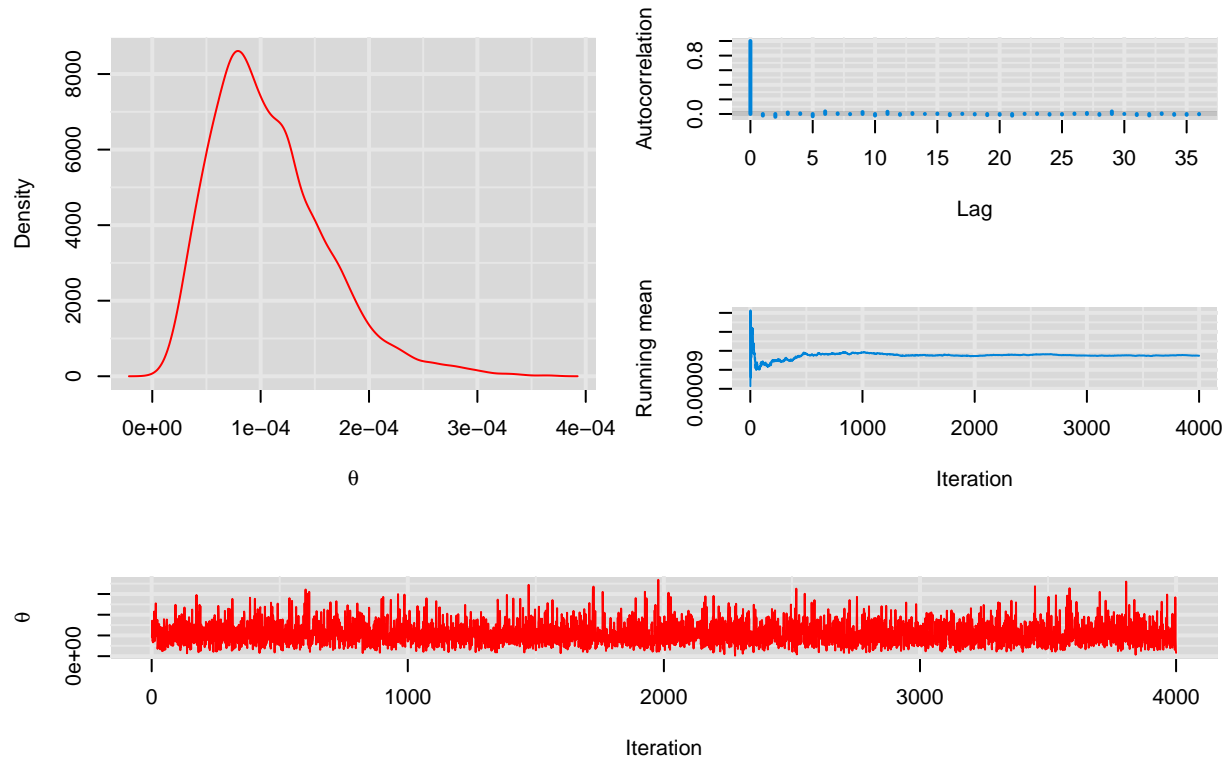 Density
8000
6000
4000
2000
0
0e+00 1e−04 2e−04 3e−04 4e−04
θ
Autocorrelation
0.8
0.0
0 5 10 15 20 25 30 35
Lag
Running mean
0.00009
0 1000 2000 3000 4000
Iteration
θ
0e+00
0 1000 2000 3000 4000
Iteration